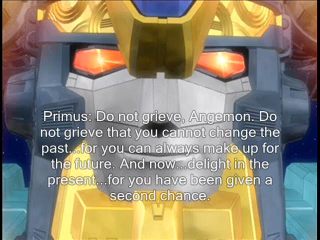 Primus: Do not grieve, Angemon. Do
not grieve that you cannot change the
past...for you can always make up for
the future. And now...delight in the
present...for you have been given a
second chance.